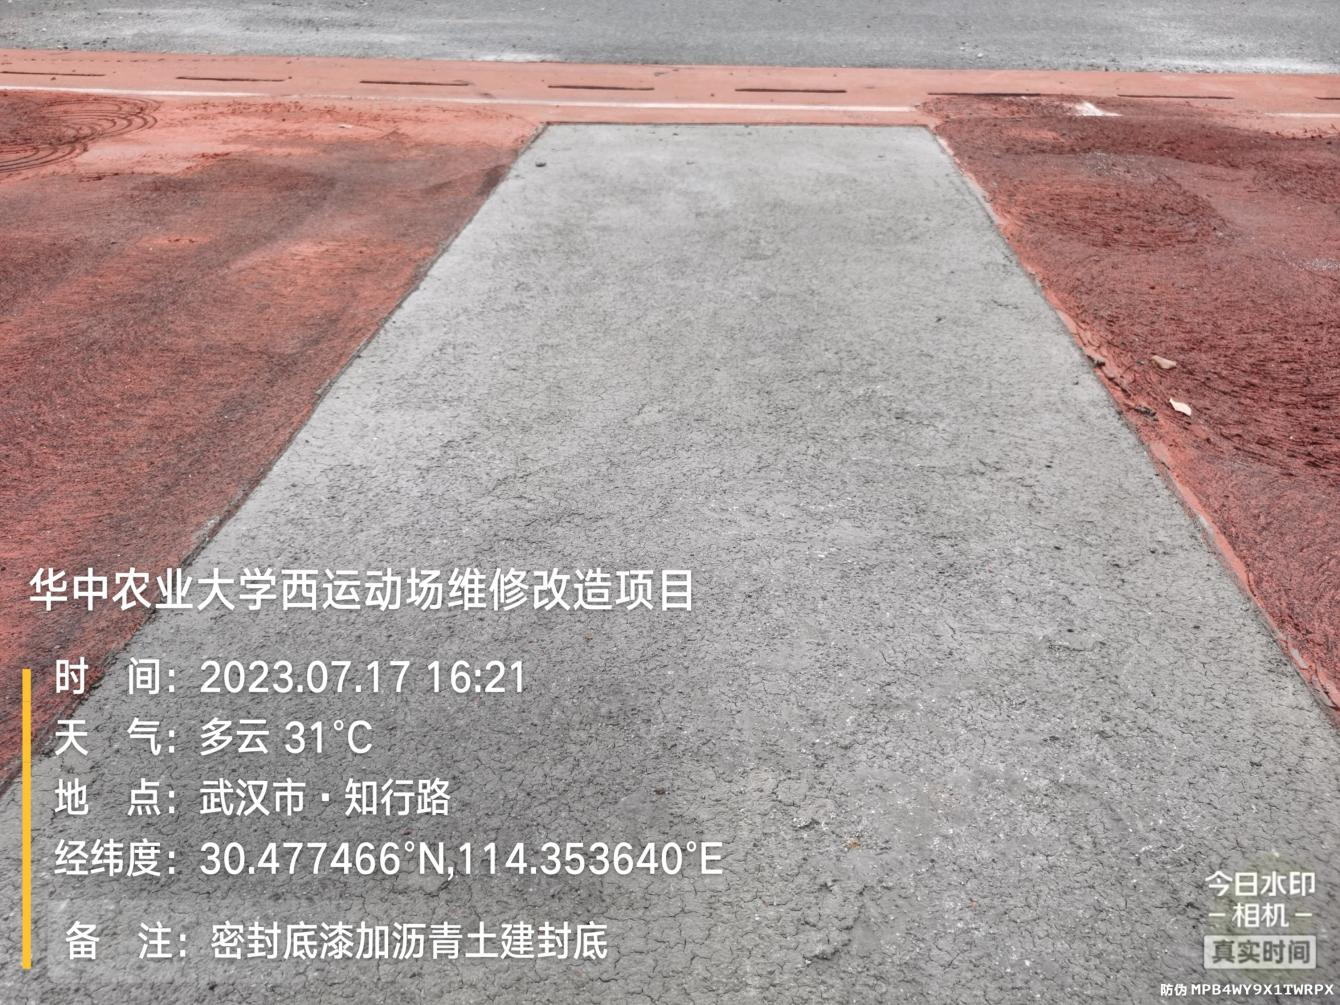 华中农业大学西运动场维修改造项目
时 间：2023.07.17 16:21
天 气：多云 31°C
地 点：武汉市·知行路
经纬度：30.477466°N,114.353640°E
备 注：密封底漆加沥青土建封底
今日水印
相机
真实时间
防伪 MPB4WY9X1TWRPX